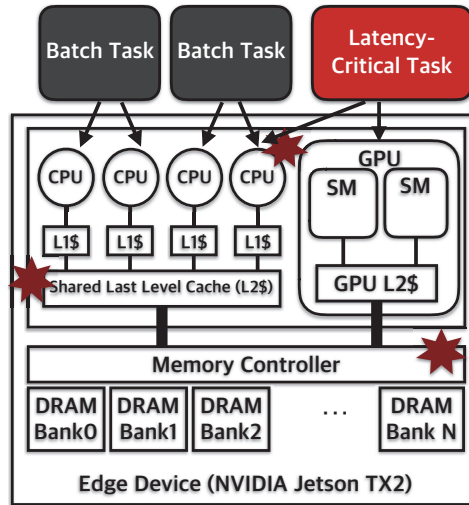 Batch Task
Batch Task
Latency-
Critical Task
CPU
CPU
CPU
CPU
GPU
SM
SM
L1$
L1$
L1$
L1$
Shared Last Level Cache (L2$)
GPU L2$
Memory Controller
DRAM
Bank0
DRAM
Bank1
DRAM
Bank2
...
DRAM
Bank N
Edge Device (NVIDIA Jetson TX2)